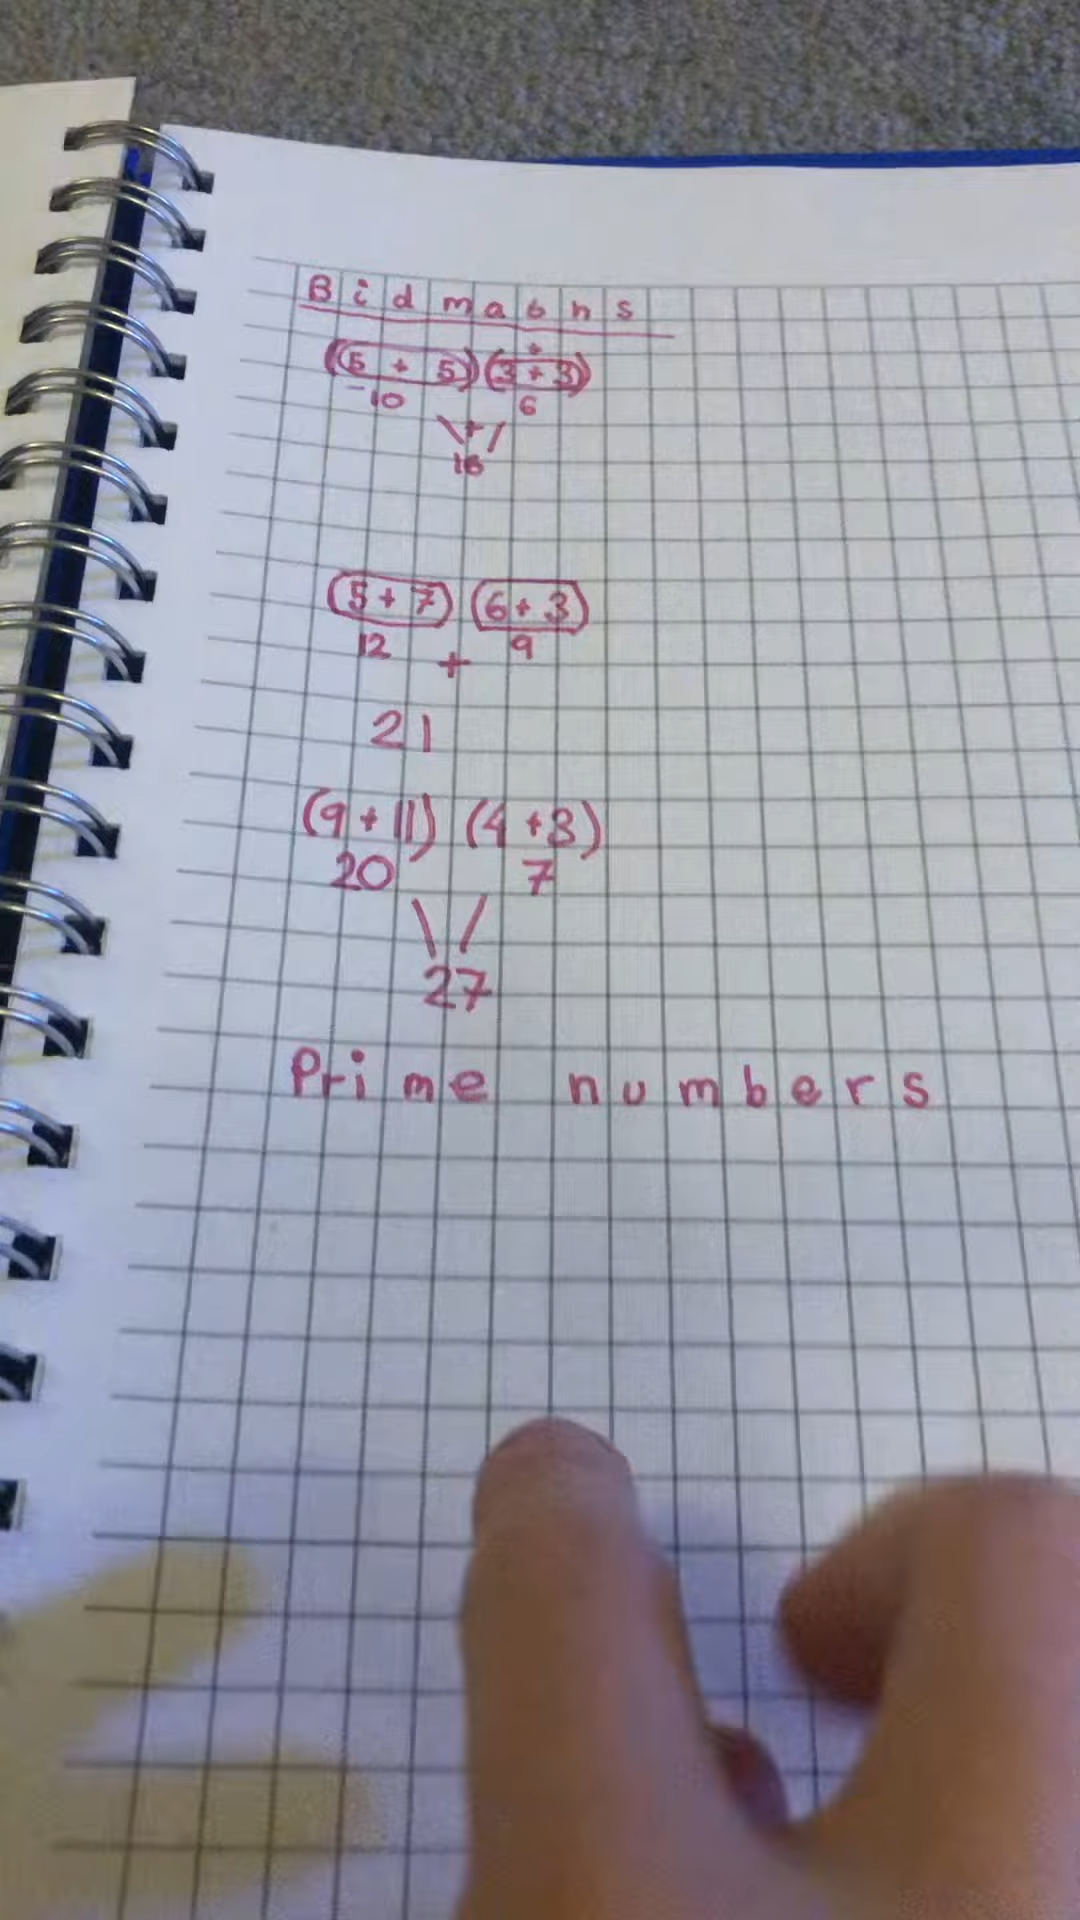 Bidmaths
(5 + 5) (3 + 3)
10 6
+
16
(5 + 7) (6 + 3)
12 + 9
21
(9 + 11) (4 + 3)
20 7
27
Prime numbers